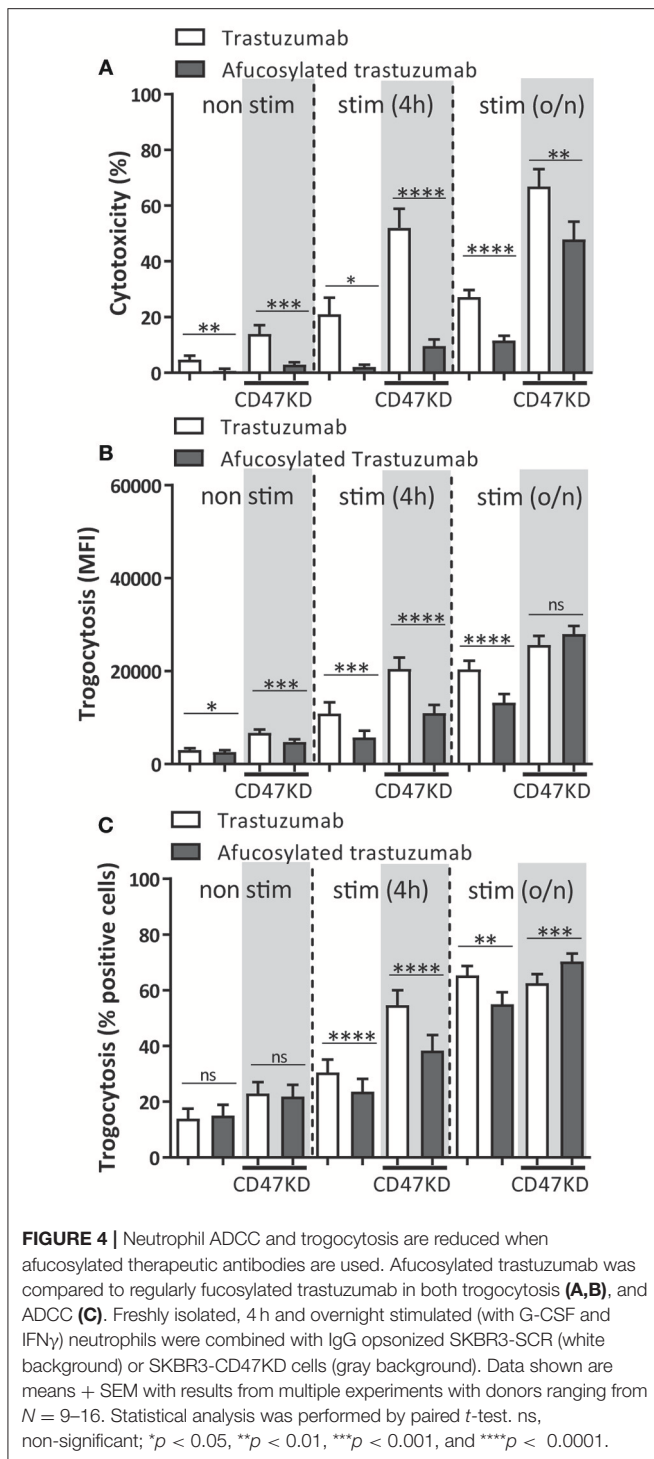 Trastuzumab
Afucosylated trastuzumab
A
non stim
stim (4h)
stim (o/n)
Cytotoxicity (%)
100
80
60
40
20
0
**
***
*
****
****
**
CD47KD
CD47KD
CD47KD
Trastuzumab
Afucosylated Trastuzumab
B
non stim
stim (4h)
stim (o/n)
Trogocytosis (MFI)
60000
40000
20000
0
*
***
***
****
****
ns
CD47KD
CD47KD
CD47KD
Trastuzumab
Afucosylated trastuzumab
C
non stim
stim (4h)
stim (o/n)
Trogocytosis (% positive cells)
100
80
60
40
20
0
ns
ns
****
****
**
***
CD47KD
CD47KD
CD47KD
FIGURE 4 | Neutrophil ADCC and trogocytosis are reduced when
afucosylated therapeutic antibodies are used. Afucosylated trastuzumab was
compared to regularly fucosylated trastuzumab in both trogocytosis (A,B), and
ADCC (C). Freshly isolated, 4 h and overnight stimulated (with G-CSF and
IFNγ) neutrophils were combined with IgG opsonized SKBR3-SCR (white
background) or SKBR3-CD47KD cells (gray background). Data shown are
means + SEM with results from multiple experiments with donors ranging from
N = 9–16. Statistical analysis was performed by paired t-test. ns,
non-significant; *p < 0.05, **p < 0.01, ***p < 0.001, and ****p < 0.0001.